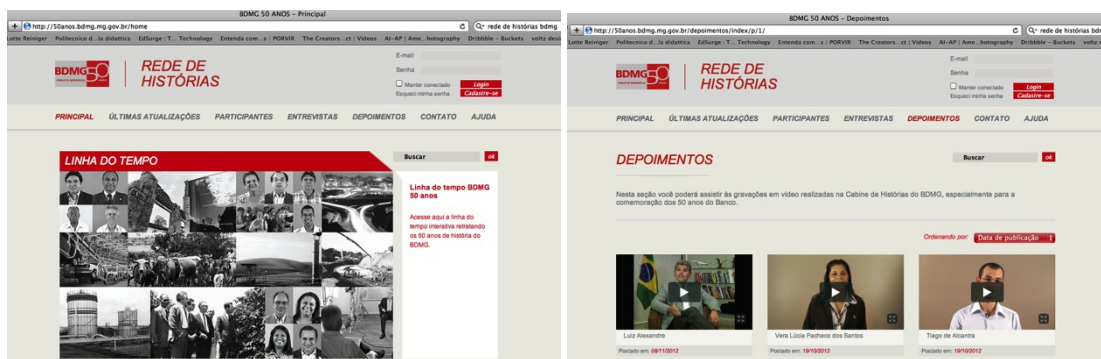 BDMG 50 ANOS – Principal
http://50anos.bdmg.mg.gov.br/home
rede de histórias bdmg
Lotte Reiniger Politecnico d...la didattica EdSurge : T... Technology Entenda com...s | PORVIR The Creators...ct | Videos AI-AP | Ame...hotography Dribbble - Buckets voltz desi
BDMG 50
REDE DE
HISTÓRIAS
E-mail
Senha
Manter conectado
Login
Esqueci minha senha
Cadastre-se
PRINCIPAL ÚLTIMAS ATUALIZAÇÕES PARTICIPANTES ENTREVISTAS DEPOIMENTOS CONTATO AJUDA
LINHA DO TEMPO
Buscar ok
Linha do tempo BDMG
50 anos
Acesse aqui a linha do
tempo interativa retratando
os 50 anos de história do
BDMG.
BDMG 50 ANOS – Depoimentos
http://50anos.bdmg.mg.gov.br/depoimentos/index/p/1/
rede de histórias bdm
Lotte Reiniger Politecnico d...la didattica EdSurge : T... Technology Entenda com...s | PORVIR The Creators...ct | Videos AI-AP | Ame...hotography Dribbble - Buckets voltz
BDMG 50
REDE DE
HISTÓRIAS
E-mail
Senha
Manter conectado
Login
Esqueci minha senha
Cadastre-se
PRINCIPAL ÚLTIMAS ATUALIZAÇÕES PARTICIPANTES ENTREVISTAS DEPOIMENTOS CONTATO AJUDA
DEPOIMENTOS
Buscar ok
Nesta seção você poderá assistir às gravações em vídeo realizadas na Cabine de Histórias do BDMG, especialmente para a
comemoração dos 50 anos do Banco.
Ordenando por: Data de publicação
Luiz Alexandre
Vera Lúcia Pacheco dos Santos
Tiago de Alcantra
Postado em: 09/11/2012
Postado em: 19/10/2012
Postado em: 19/10/2012